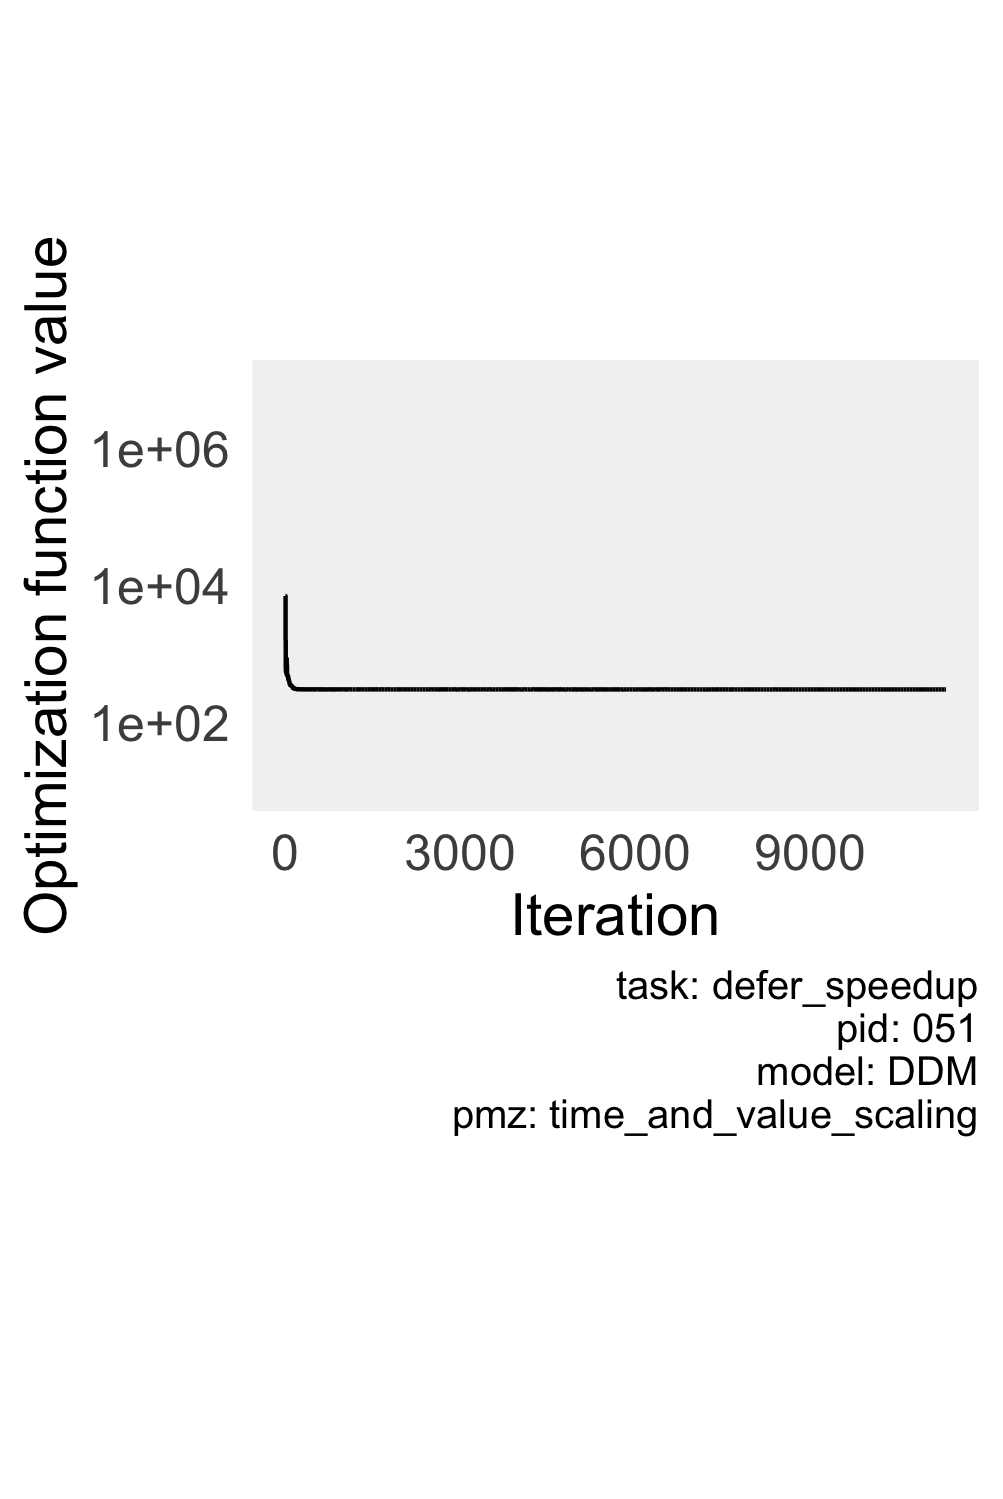 Optimization function value
1e+06
1e+04
1e+02
0 3000 6000 9000
Iteration
task: defer_speedup
pid: 051
model: DDM
pmz: time_and_value_scaling